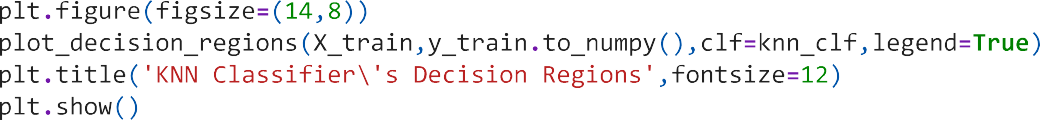 plt.figure(figsize=(14,8))
plot_decision_regions(X_train,y_train.to_numpy(),clf=knn_clf,legend=True)
plt.title('KNN Classifier\'s Decision Regions',fontsize=12)
plt.show()